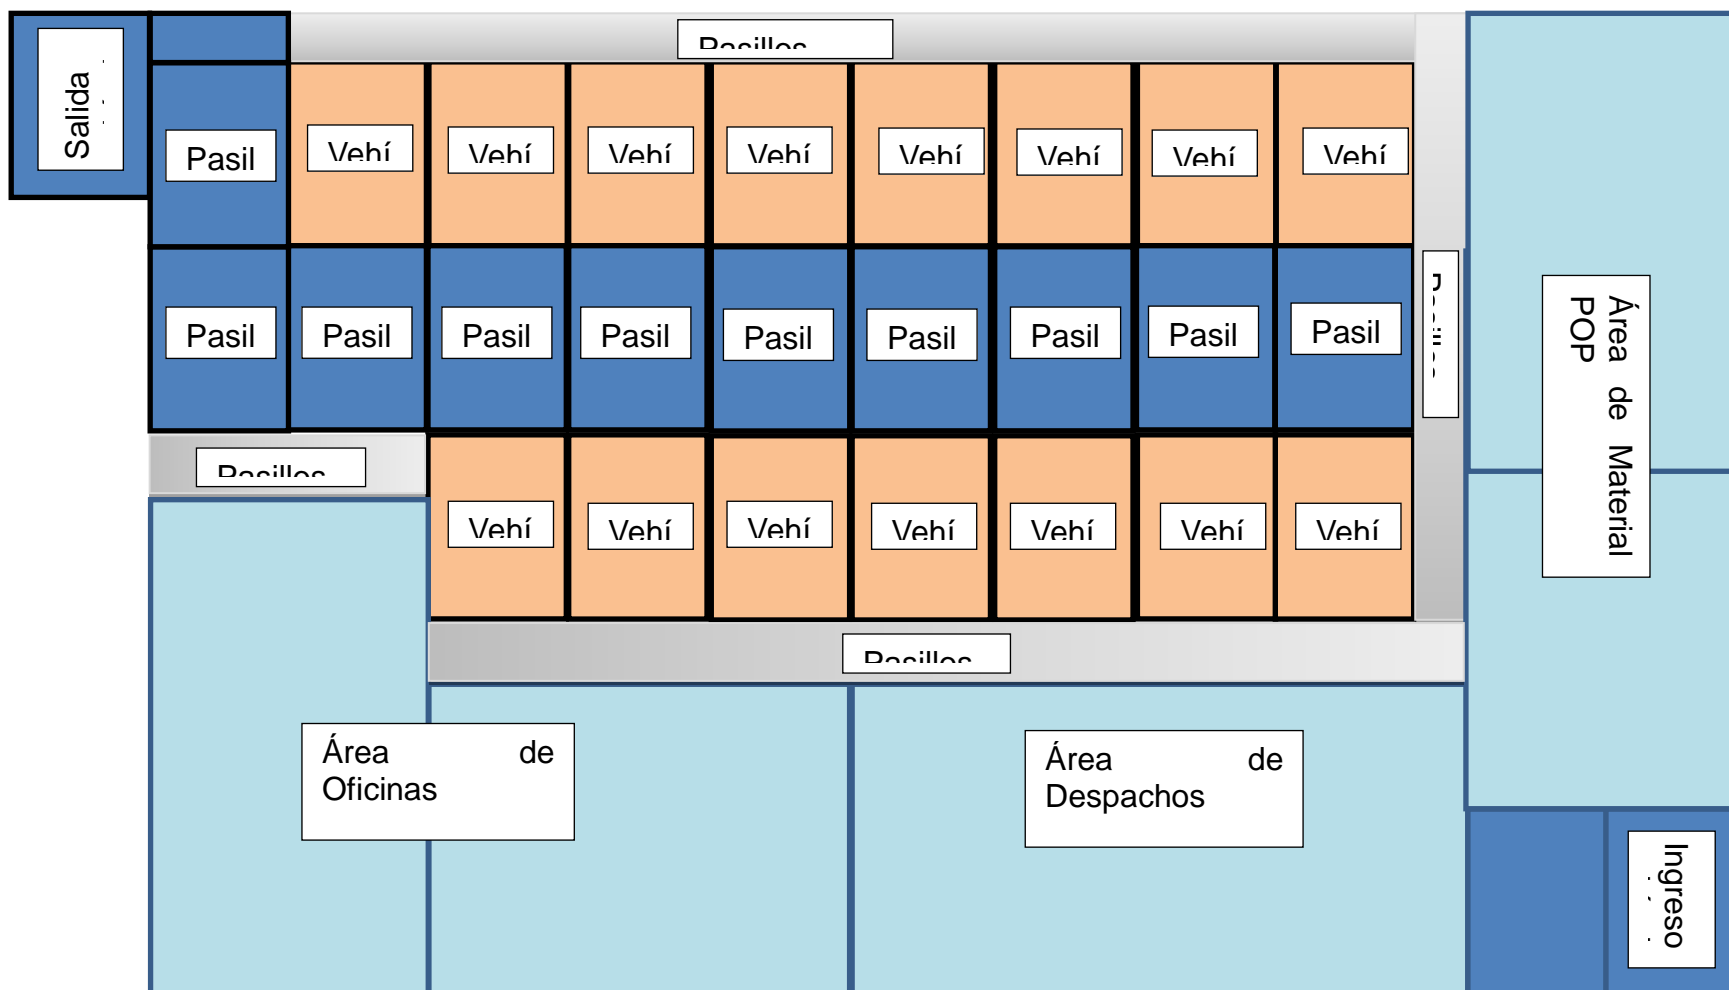 Pasillos
Salida
Pasil
Vehí
Vehí
Vehí
Vehí
Vehí
Vehí
Vehí
Vehí
Pasil
Pasil
Pasil
Pasil
Pasil
Pasil
Pasil
Pasil
Pasil
Pasillos
Área de Material
POP
Pasillos
Vehí
Vehí
Vehí
Vehí
Vehí
Vehí
Vehí
Pasillos
Área de
Oficinas
Área de
Despachos
Ingreso